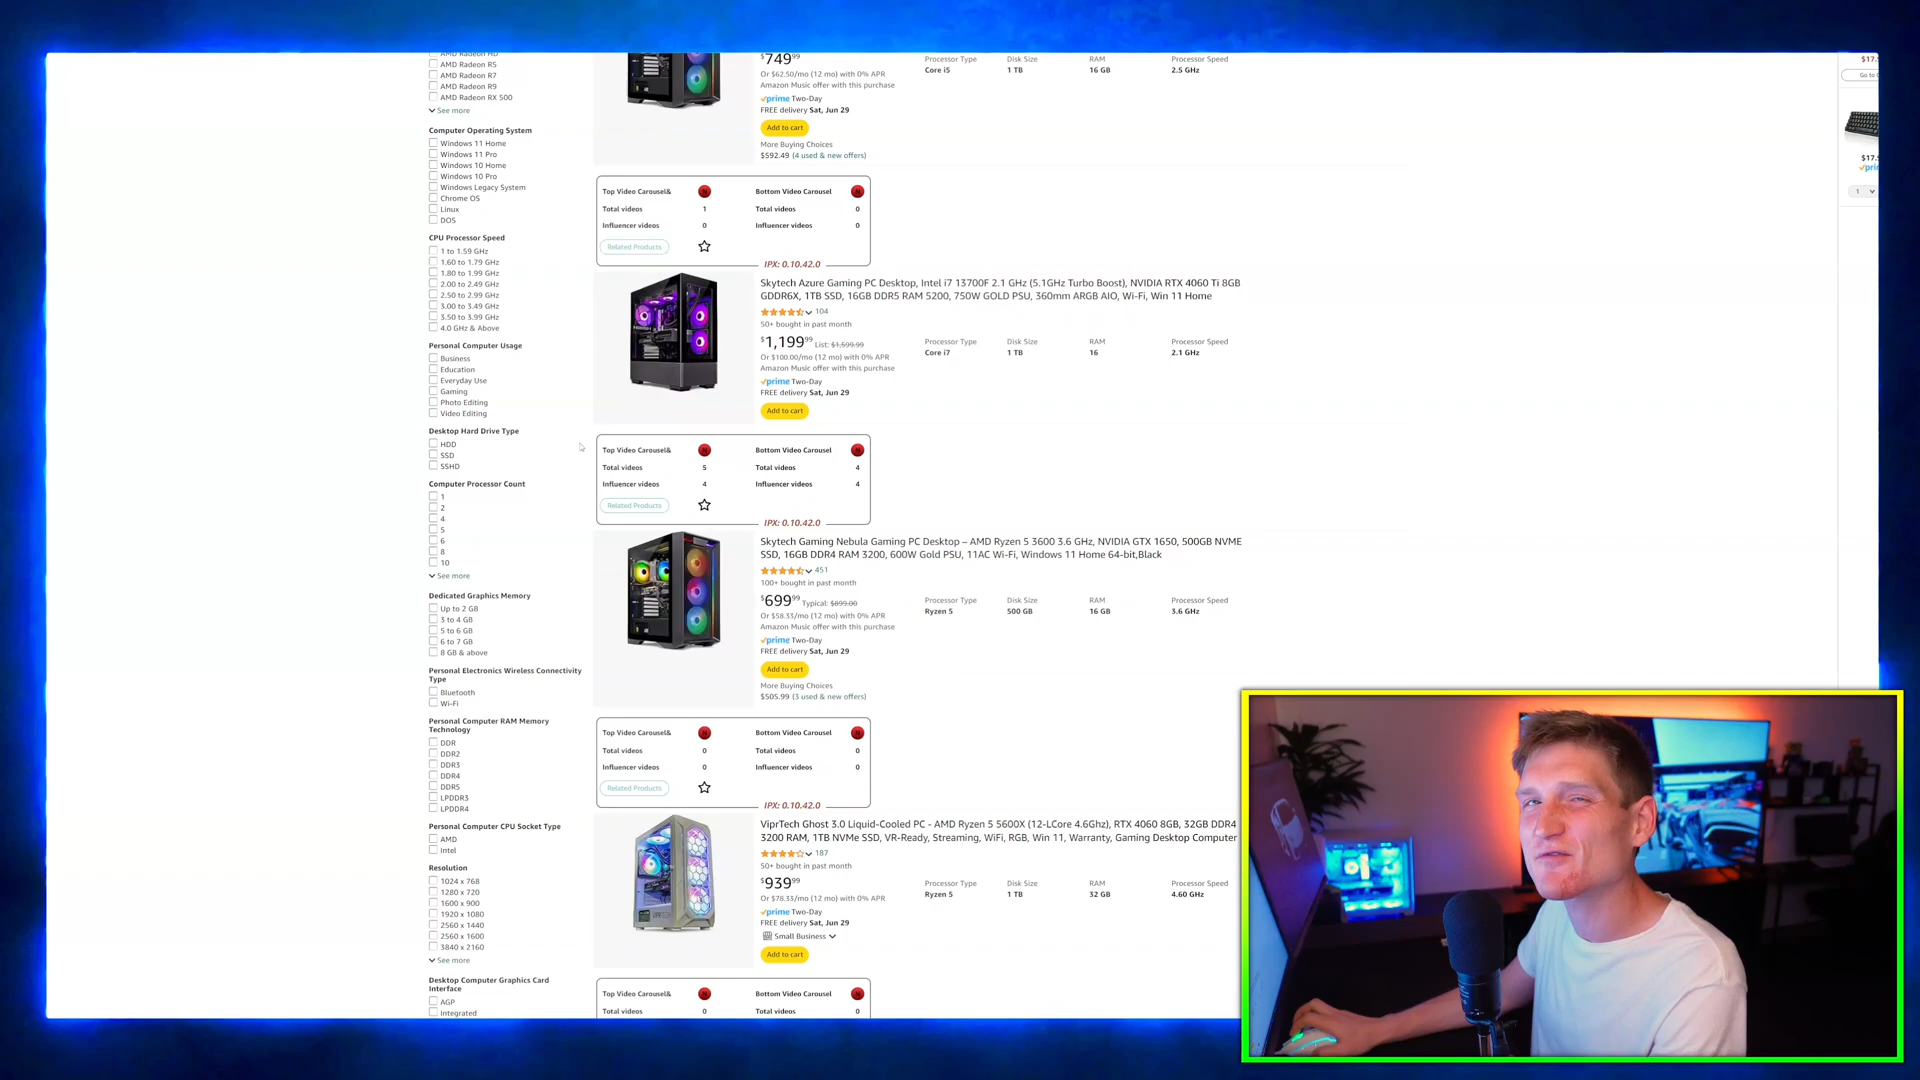 AMD Radeon HD
AMD Radeon R5
AMD Radeon R7
AMD Radeon R9
AMD Radeon RX 500
See more
Computer Operating System
Windows 11 Home
Windows 11 Pro
Windows 10 Home
Windows 10 Pro
Windows Legacy System
Chrome OS
Linux
DOS
CPU Processor Speed
1 to 1.59 GHz
1.60 to 1.79 GHz
1.80 to 1.99 GHz
2.00 to 2.49 GHz
2.50 to 2.99 GHz
3.00 to 3.49 GHz
3.50 to 3.99 GHz
4.0 GHz & Above
Personal Computer Usage
Business
Education
Everyday Use
Gaming
Photo Editing
Video Editing
Desktop Hard Drive Type
HDD
SSD
SSHD
Computer Processor Count
1
2
4
5
6
8
10
See more
Dedicated Graphics Memory
Up to 2 GB
3 to 4 GB
5 to 6 GB
6 to 7 GB
8 GB & above
Personal Electronics Wireless Connectivity
Type
Bluetooth
Wi-Fi
Personal Computer RAM Memory
Technology
DDR
DDR2
DDR3
DDR4
DDR5
LPDDR3
LPDDR4
Personal Computer CPU Socket Type
AMD
Intel
Resolution
1024 x 768
1280 x 720
1600 x 900
1920 x 1080
2560 x 1440
2560 x 1600
3840 x 2160
See more
Desktop Computer Graphics Card
Interface
AGP
Integrated
$749.99
Processor Type Disk Size RAM Processor Speed
Core i5 1 TB 16 GB 2.5 GHz
Or $62.50/mo (12 mo) with 0% APR
Amazon Music offer with this purchase
prime Two-Day
FREE delivery Sat, Jun 29
Add to cart
More Buying Choices
$592.49 (4 used & new offers)
Top Video Carousel& N Bottom Video Carousel N
Total videos 1 Total videos 0
Influencer videos 0 Influencer videos 0
Related Products
IPX: 0.10.42.0
Skytech Azure Gaming PC Desktop, Intel i7 13700F 2.1 GHz (5.1GHz Turbo Boost), NVIDIA RTX 4060 Ti 8GB
GDDR6X, 1TB SSD, 16GB DDR5 RAM 5200, 750W GOLD PSU, 360mm ARGB AIO, Wi-Fi, Win 11 Home
104
50+ bought in past month
$1,199.99 List: $1,599.99
Processor Type Disk Size RAM Processor Speed
Core i7 1 TB 16 2.1 GHz
Or $100.00/mo (12 mo) with 0% APR
Amazon Music offer with this purchase
prime Two-Day
FREE delivery Sat, Jun 29
Add to cart
Top Video Carousel& N Bottom Video Carousel N
Total videos 5 Total videos 4
Influencer videos 4 Influencer videos 4
Related Products
IPX: 0.10.42.0
Skytech Gaming Nebula Gaming PC Desktop – AMD Ryzen 5 3600 3.6 GHz, NVIDIA GTX 1650, 500GB NVME
SSD, 16GB DDR4 RAM 3200, 600W Gold PSU, 11AC Wi-Fi, Windows 11 Home 64-bit,Black
451
100+ bought in past month
$699.99 Typical: $899.00
Processor Type Disk Size RAM Processor Speed
Ryzen 5 500 GB 16 GB 3.6 GHz
Or $58.33/mo (12 mo) with 0% APR
Amazon Music offer with this purchase
prime Two-Day
FREE delivery Sat, Jun 29
Add to cart
More Buying Choices
$505.99 (3 used & new offers)
Top Video Carousel& N Bottom Video Carousel N
Total videos 0 Total videos 0
Influencer videos 0 Influencer videos 0
Related Products
IPX: 0.10.42.0
ViprTech Ghost 3.0 Liquid-Cooled PC - AMD Ryzen 5 5600X (12-LCore 4.6Ghz), RTX 4060 8GB, 32GB DDR4
3200 RAM, 1TB NVMe SSD, VR-Ready, Streaming, WiFi, RGB, Win 11, Warranty, Gaming Desktop Computer
187
50+ bought in past month
$939.99
Processor Type Disk Size RAM Processor Speed
Ryzen 5 1 TB 32 GB 4.60 GHz
Or $78.33/mo (12 mo) with 0% APR
prime Two-Day
FREE delivery Sat, Jun 29
Small Business
Add to cart
Top Video Carousel& N Bottom Video Carousel N
Total videos 0 Total videos 0
$17.
Go to
$17.
pri
1